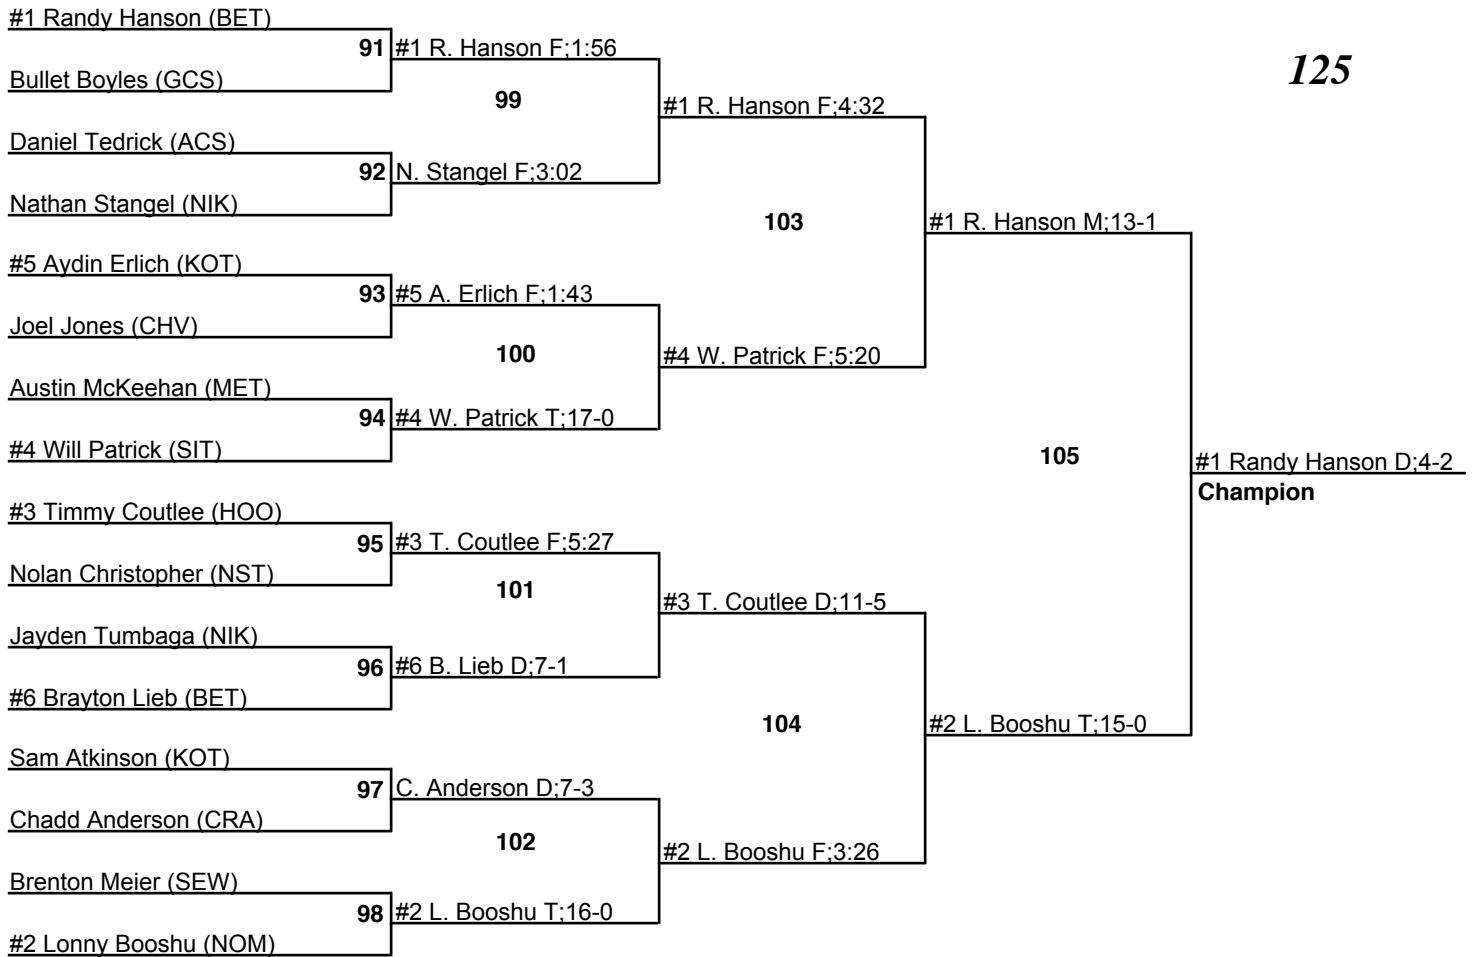 #1 Randy Hanson (BET)
91 #1 R. Hanson F;1:56
Bullet Boyles (GCS)
125
99
#1 R. Hanson F;4:32
Daniel Tedrick (ACS)
92 N. Stangel F;3:02
Nathan Stangel (NIK)
103
#1 R. Hanson M;13-1
#5 Aydin Erlich (KOT)
93 #5 A. Erlich F;1:43
Joel Jones (CHV)
100
#4 W. Patrick F;5:20
Austin McKeehan (MET)
94 #4 W. Patrick T;17-0
#4 Will Patrick (SIT)
105
#1 Randy Hanson D;4-2
Champion
#3 Timmy Coutlee (HOO)
95 #3 T. Coutlee F;5:27
Nolan Christopher (NST)
101
#3 T. Coutlee D;11-5
Jayden Tumbaga (NIK)
96 #6 B. Lieb D;7-1
#6 Brayton Lieb (BET)
104
#2 L. Booshu T;15-0
Sam Atkinson (KOT)
97 C. Anderson D;7-3
Chadd Anderson (CRA)
102
#2 L. Booshu F;3:26
Brenton Meier (SEW)
98 #2 L. Booshu T;16-0
#2 Lonny Booshu (NOM)